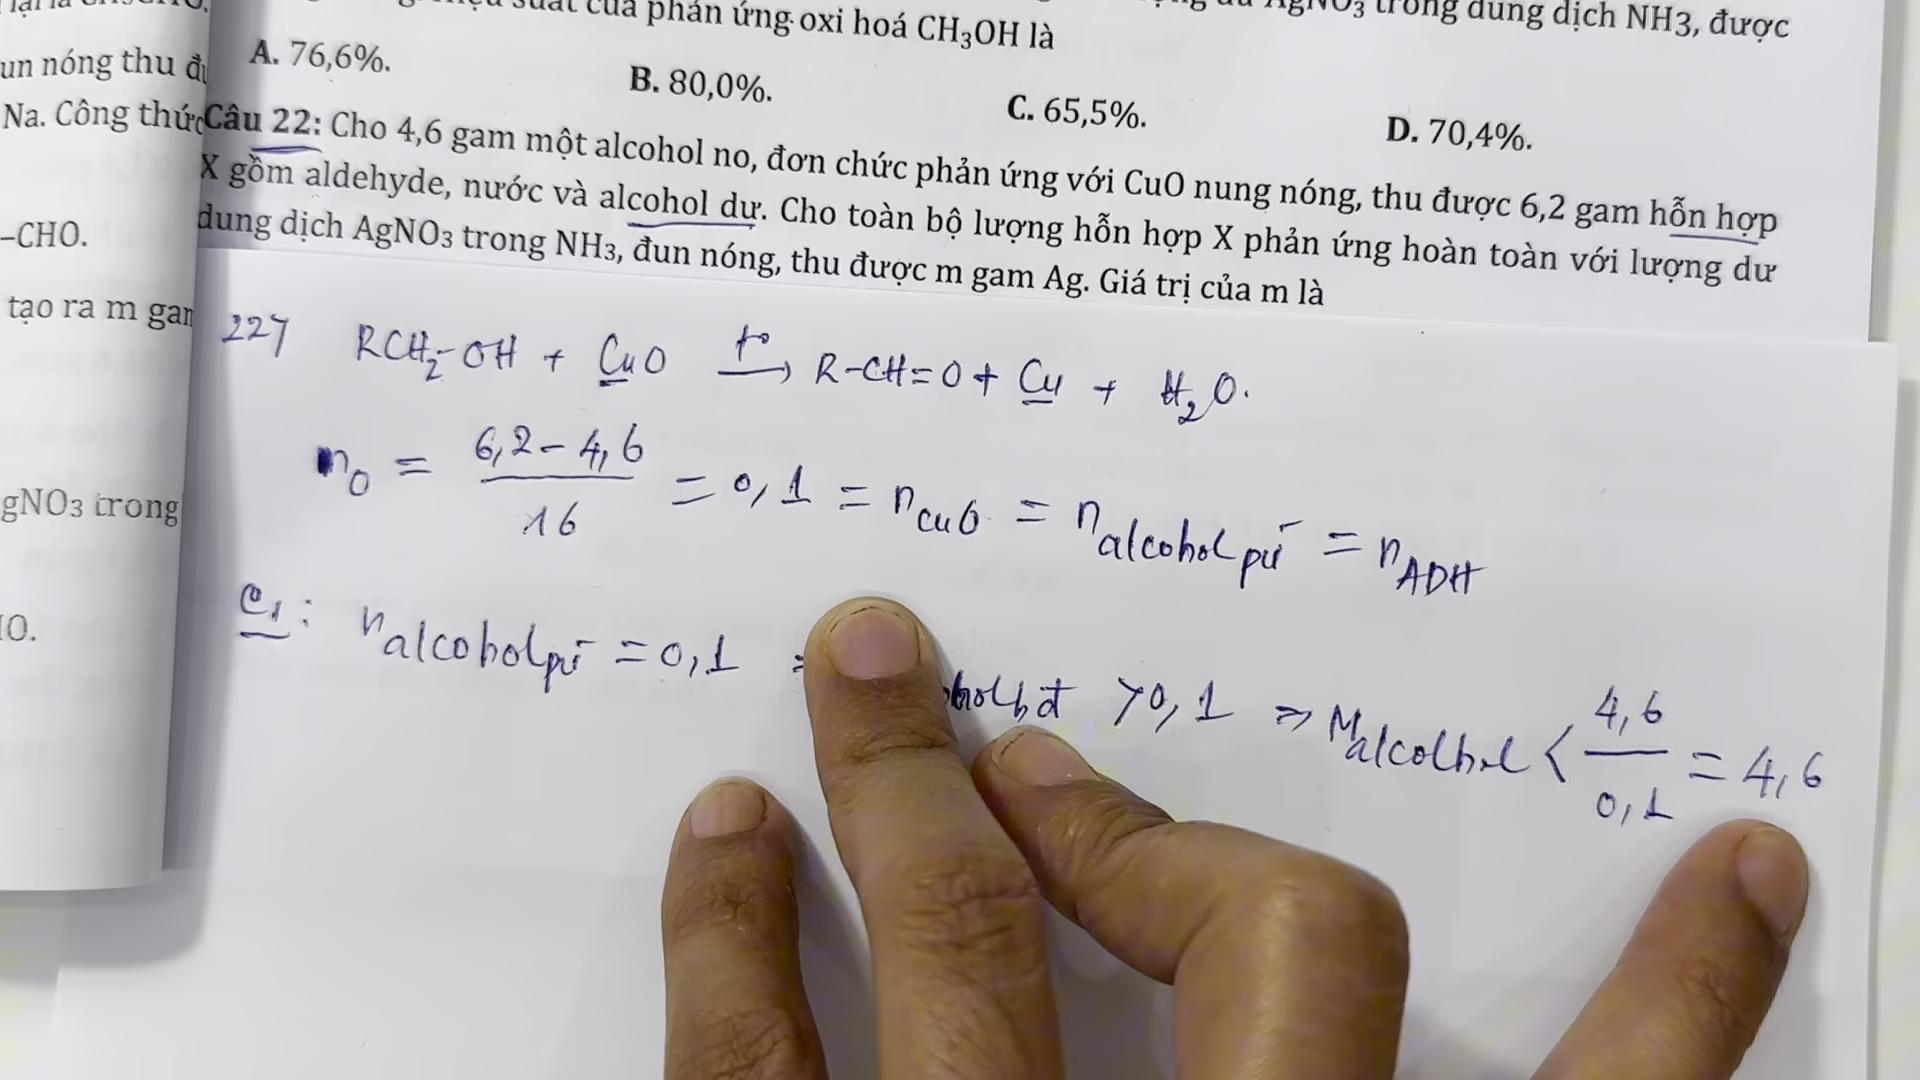 suất của phản ứng oxi hoá CH₃OH là
AgNO₃ trong dung dịch NH3, được
A. 76,6%.
B. 80,0%.
C. 65,5%.
D. 70,4%.
un nóng thu
Na. Công thức
–CHO.
tạo ra m gam
gNO₃ trong
IO.
Câu 22: Cho 4,6 gam một alcohol no, đơn chức phản ứng với CuO nung nóng, thu được 6,2 gam hỗn hợp
X gồm aldehyde, nước và alcohol dư. Cho toàn bộ lượng hỗn hợp X phản ứng hoàn toàn với lượng dư
dung dịch AgNO₃ trong NH₃, đun nóng, thu được m gam Ag. Giá trị của m là
22) RCH₂-OH + CuO t° → R-CH=O + Cu + H₂O.
n_O = (6,2 - 4,6)/16 = 0,1 = n_CuO = n_alcohol pư = n_ADH
C₁: n_alcohol pư = 0,1 holbđ > 0,1 ⇒ M_alcolhol < 4,6/0,1 = 4,6